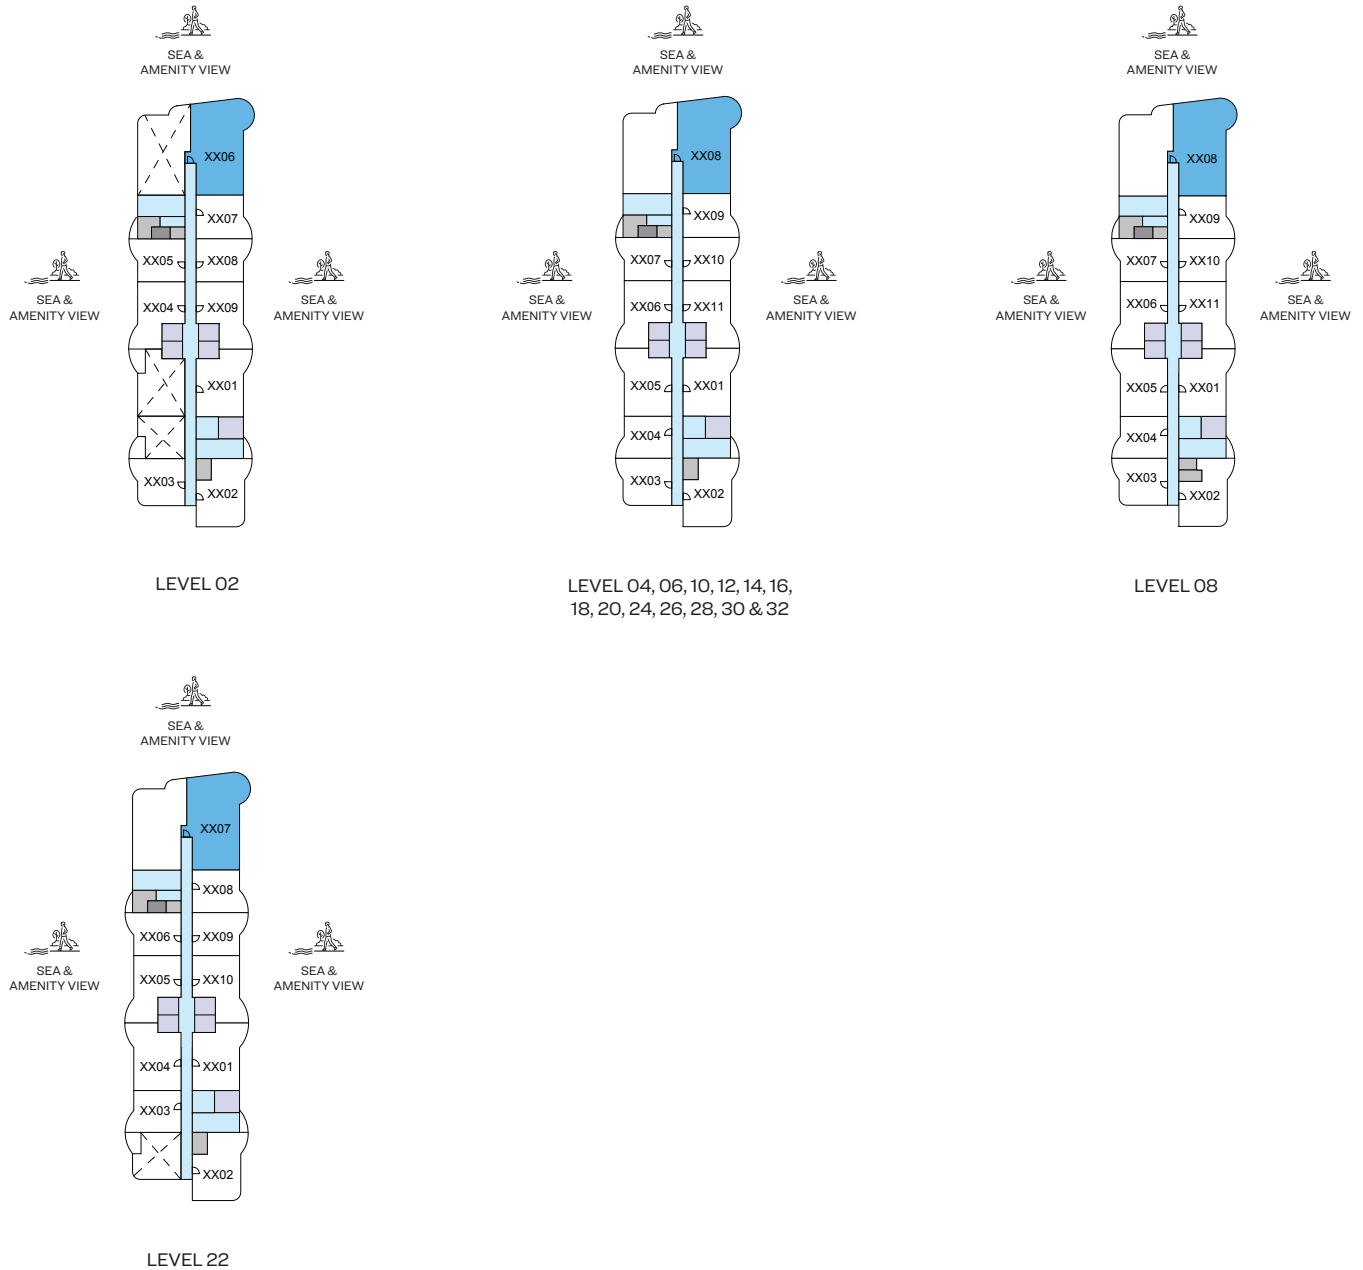 SEA &
AMENITY VIEW
XX06
XX07
XX05
XX08
SEA &
AMENITY VIEW
SEA &
AMENITY VIEW
XX04
XX09
XX01
XX03
XX02
LEVEL 02
SEA &
AMENITY VIEW
XX08
XX09
XX07
XX10
SEA &
AMENITY VIEW
SEA &
AMENITY VIEW
XX06
XX11
XX05
XX01
XX04
XX03
XX02
LEVEL 04, 06, 10, 12, 14, 16,
18, 20, 24, 26, 28, 30 & 32
SEA &
AMENITY VIEW
XX08
XX09
XX07
XX10
SEA &
AMENITY VIEW
SEA &
AMENITY VIEW
XX06
XX11
XX05
XX01
XX04
XX03
XX02
LEVEL 08
SEA &
AMENITY VIEW
XX07
XX08
XX06
XX09
SEA &
AMENITY VIEW
SEA &
AMENITY VIEW
XX05
XX10
XX04
XX01
XX03
XX02
LEVEL 22